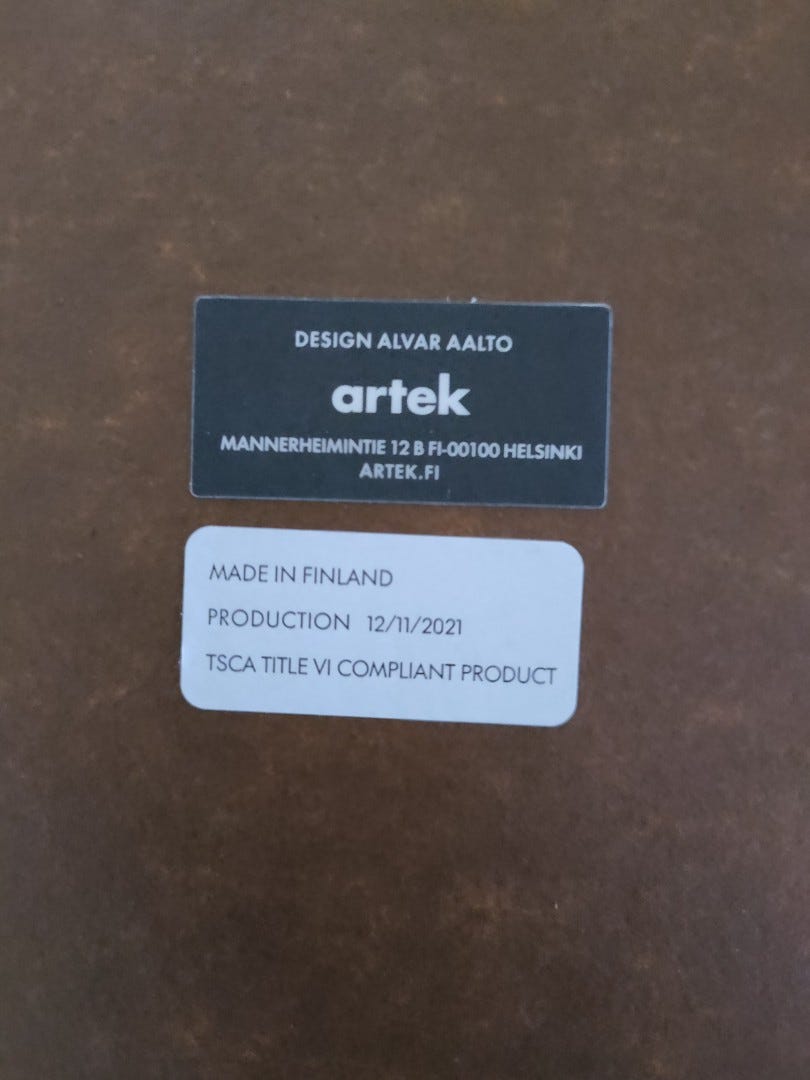 DESIGN ALVAR AALTO
artek
MANNERHEIMINTIE 12 B FI-00100 HELSINKI
ARTEK.FI
MADE IN FINLAND
PRODUCTION 12/11/2021
TSCA TITLE VI COMPLIANT PRODUCT